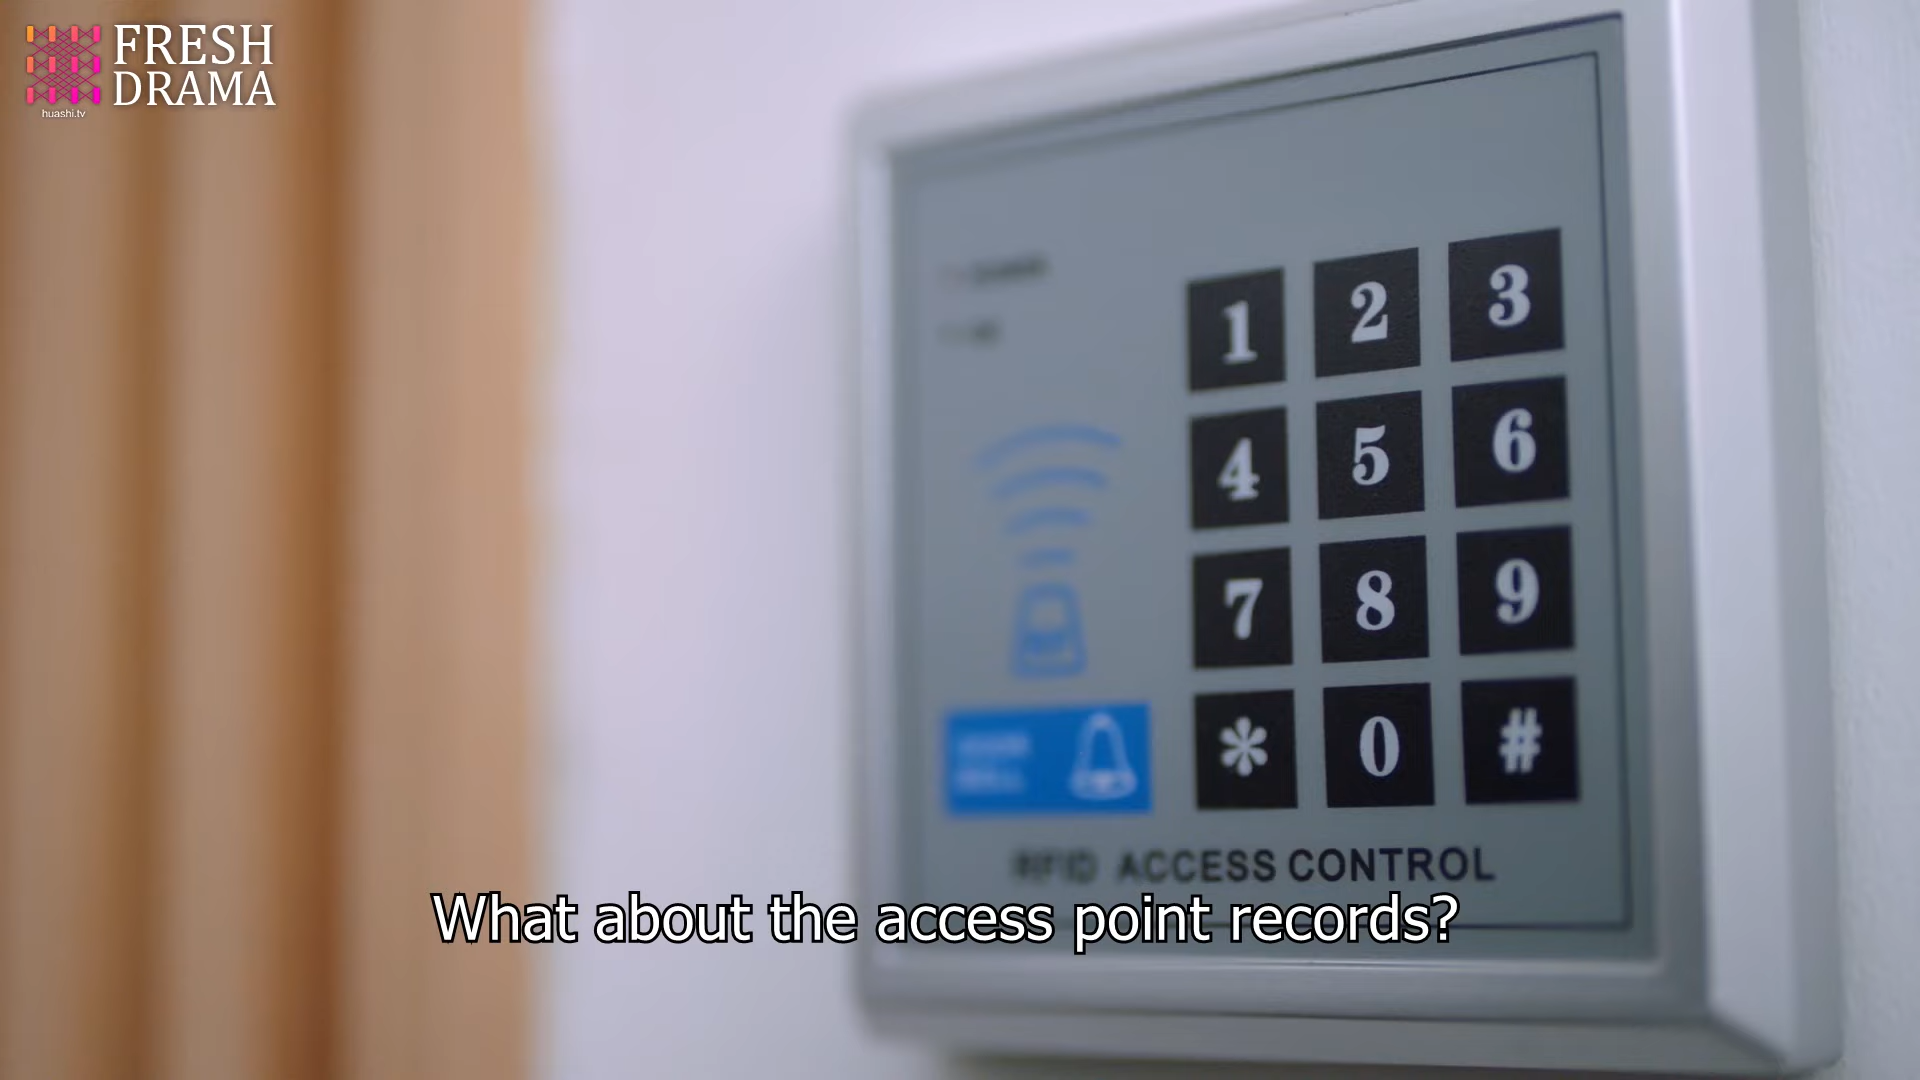 FRESH
DRAMA
huashi.tv
1 2 3
4 5 6
7 8 9
* 0 #
RFID ACCESS CONTROL
What about the access point records?